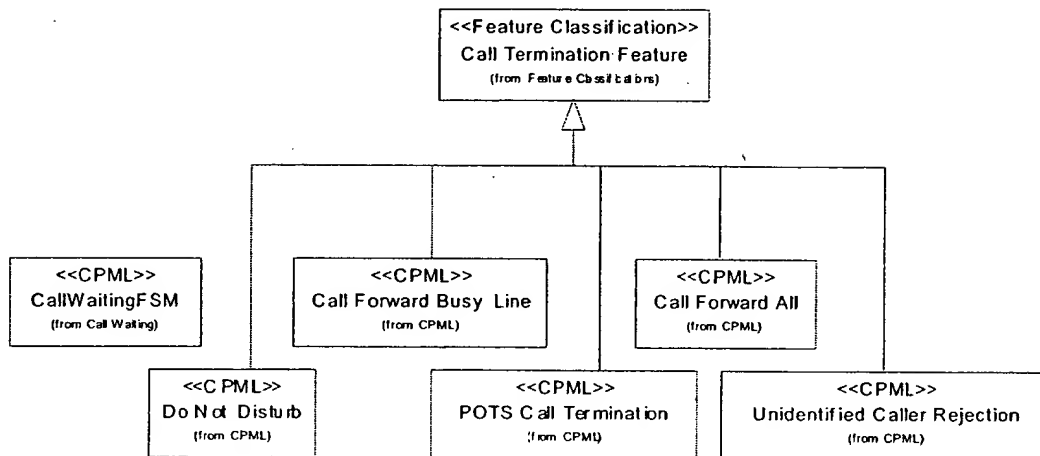 <<Feature Classification>>
Call Termination Feature
(from Feature Classifications)
<<CPML>>
CallWaitingFSM
(from Call Waiting)
<<CPML>>
Call Forward Busy Line
(from CPML)
<<CPML>>
Call Forward All
(from CPML)
<<CPML>>
Do Not Disturb
(from CPML)
<<CPML>>
POTS Call Termination
(from CPML)
<<CPML>>
Unidentified Caller Rejection
(from CPML)